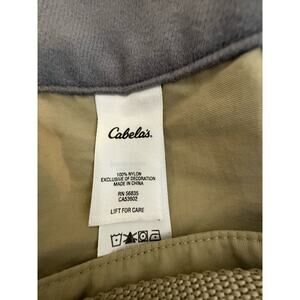 Cabela's.
100% NYLON
EXCLUSIVE OF DECORATION
MADE IN CHINA
RN 56835
CA53602
LIFT FOR CARE